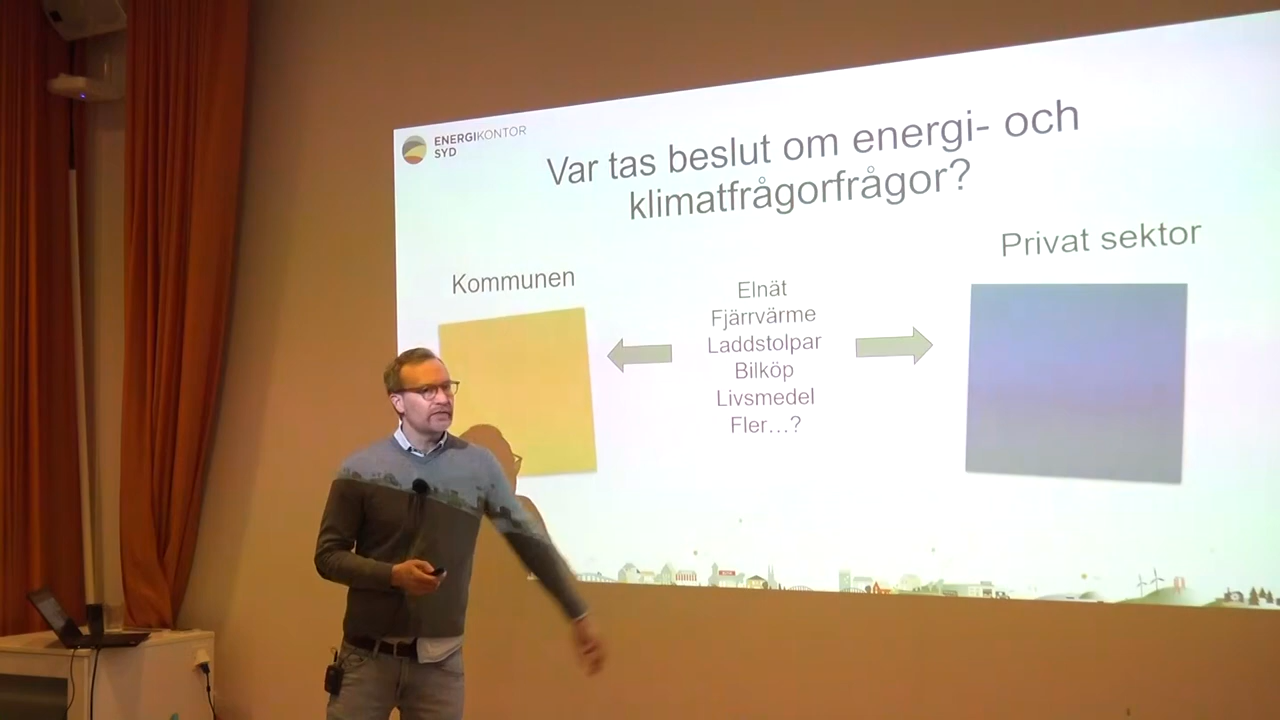 ENERGIKONTOR
SYD
Var tas beslut om energi- och
klimatfrågorfrågor?
Kommunen
Privat sektor
Elnät
Fjärrvärme
Laddstolpar
Bilköp
Livsmedel
Fler...?